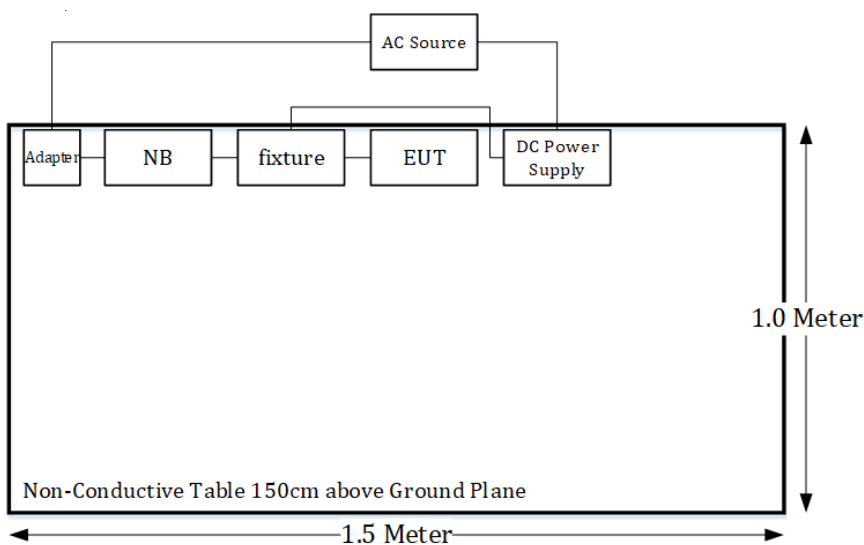 AC Source
Adapter
NB
fixture
EUT
DC Power
Supply
1.0 Meter
Non-Conductive Table 150cm above Ground Plane
1.5 Meter